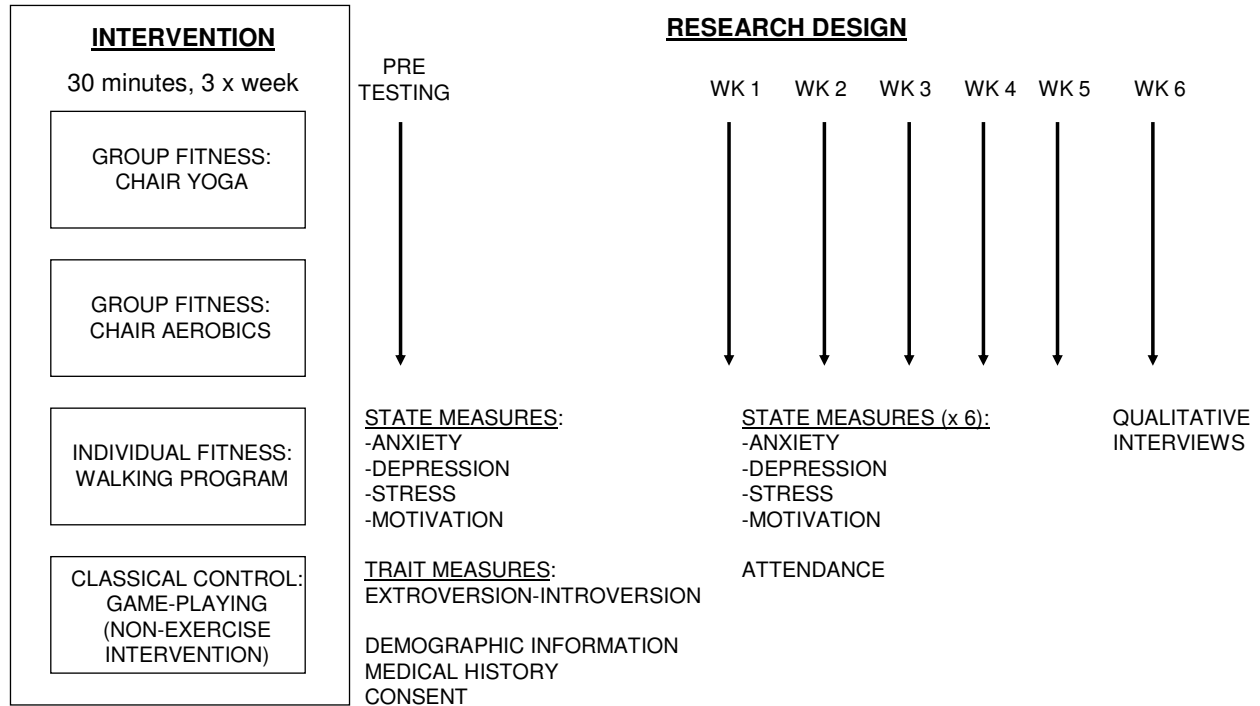 INTERVENTION
30 minutes, 3 x week
GROUP FITNESS:
CHAIR YOGA
GROUP FITNESS:
CHAIR AEROBICS
INDIVIDUAL FITNESS:
WALKING PROGRAM
CLASSICAL CONTROL:
GAME-PLAYING
(NON-EXERCISE
INTERVENTION)
RESEARCH DESIGN
PRE
TESTING
WK 1 WK 2 WK 3 WK 4 WK 5 WK 6
STATE MEASURES:
-ANXIETY
-DEPRESSION
-STRESS
-MOTIVATION
TRAIT MEASURES:
EXTROVERSION-INTROVERSION
DEMOGRAPHIC INFORMATION
MEDICAL HISTORY
CONSENT
STATE MEASURES (x 6):
-ANXIETY
-DEPRESSION
-STRESS
-MOTIVATION
ATTENDANCE
QUALITATIVE
INTERVIEWS